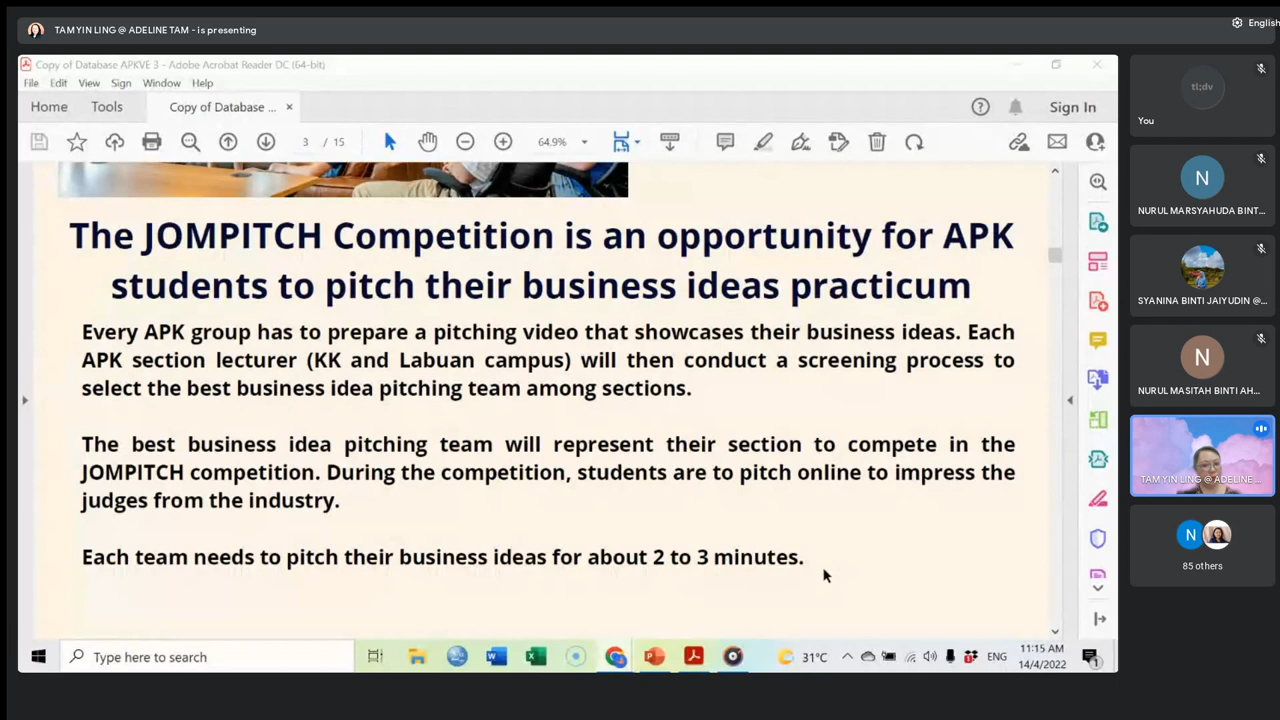 TAM YIN LING @ ADELINE TAM - is presenting
English
Copy of Database APKVE 3 - Adobe Acrobat Reader DC (64-bit)
File Edit View Sign Window Help
Home Tools Copy of Database ... × Sign In
3 / 15 64.9%
The JOMPITCH Competition is an opportunity for APK
students to pitch their business ideas practicum
Every APK group has to prepare a pitching video that showcases their business ideas. Each
APK section lecturer (KK and Labuan campus) will then conduct a screening process to
select the best business idea pitching team among sections.
The best business idea pitching team will represent their section to compete in the
JOMPITCH competition. During the competition, students are to pitch online to impress the
judges from the industry.
Each team needs to pitch their business ideas for about 2 to 3 minutes.
Type here to search
31°C
ENG
11:15 AM
14/4/2022
1
tl;dv
You
N
NURUL MARSYAHUDA BINT...
SYANINA BINTI JAIYUDIN @...
N
NURUL MASITAH BINTI AH...
TAM YIN LING @ ADELINE ...
N
85 others